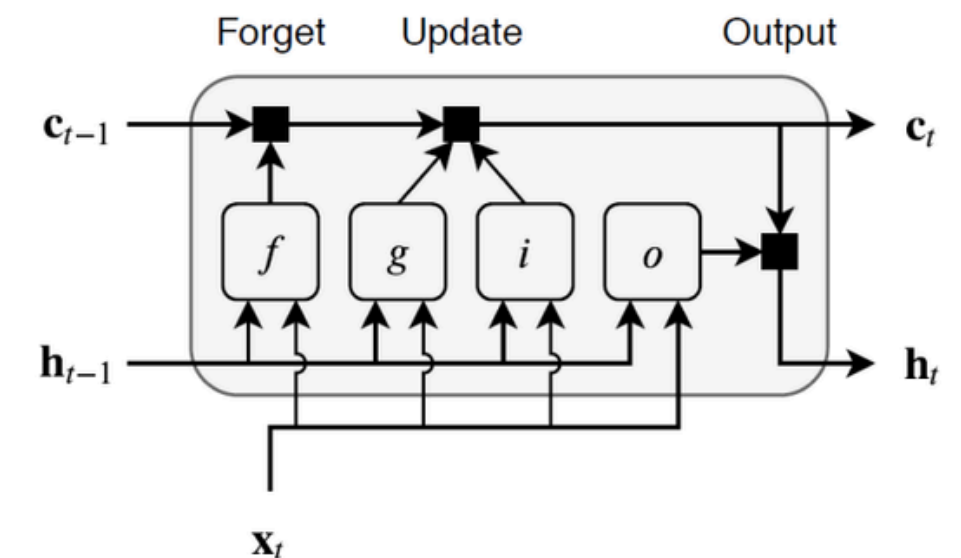 Forget Update Output
c_{t−1} c_t
f g i o
h_{t−1} h_t
x_t